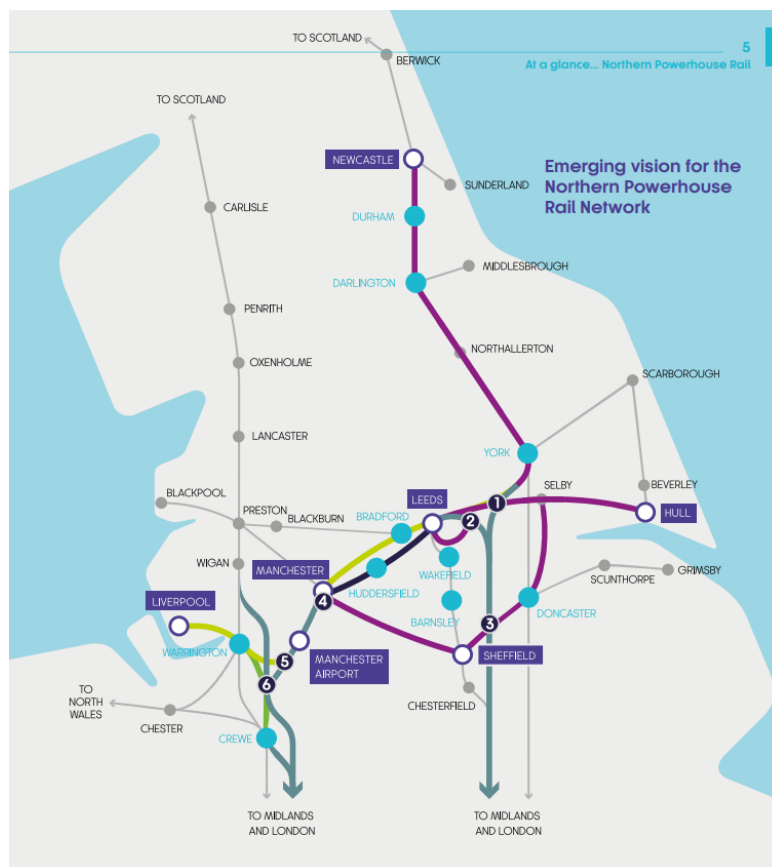 TO SCOTLAND
5
BERWICK
At a glance... Northern Powerhouse Rail
TO SCOTLAND
NEWCASTLE
Emerging vision for the
Northern Powerhouse
Rail Network
SUNDERLAND
CARLISLE
DURHAM
MIDDLESBROUGH
DARLINGTON
PENRITH
NORTHALLERTON
OXENHOLME
SCARBOROUGH
LANCASTER
YORK
SELBY
BEVERLEY
BLACKPOOL
LEEDS
1
HULL
PRESTON
BLACKBURN
BRADFORD
2
WIGAN
MANCHESTER
HUDDERSFIELD
WAKEFIELD
SCUNTHORPE
GRIMSBY
LIVERPOOL
4
BARNSLEY
DONCASTER
3
WARRINGTON
5
MANCHESTER
AIRPORT
SHEFFIELD
6
TO
NORTH
WALES
CHESTER
CHESTERFIELD
CREWE
TO MIDLANDS
AND LONDON
TO MIDLANDS
AND LONDON